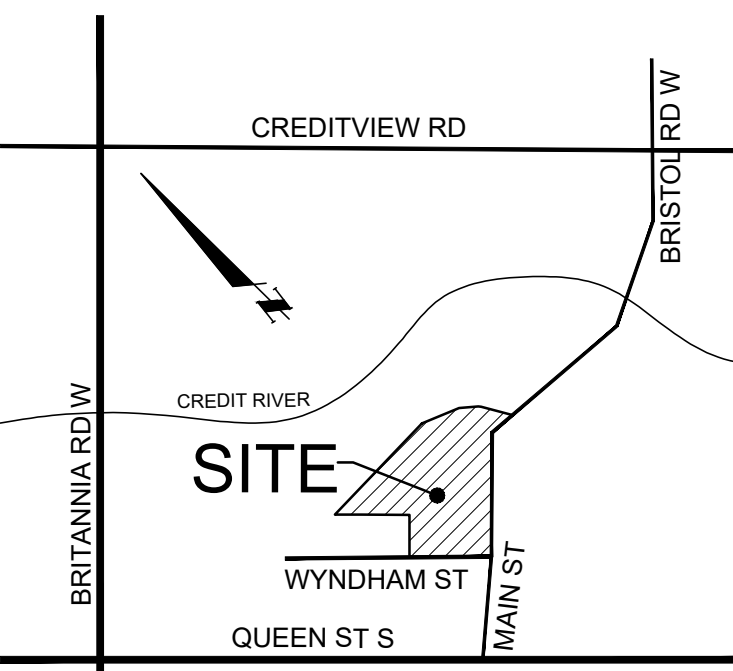 CREDITVIEW RD
BRISTOL RD W
N
CREDIT RIVER
BRITANNIA RD W
SITE
WYNDHAM ST
MAIN ST
QUEEN ST S